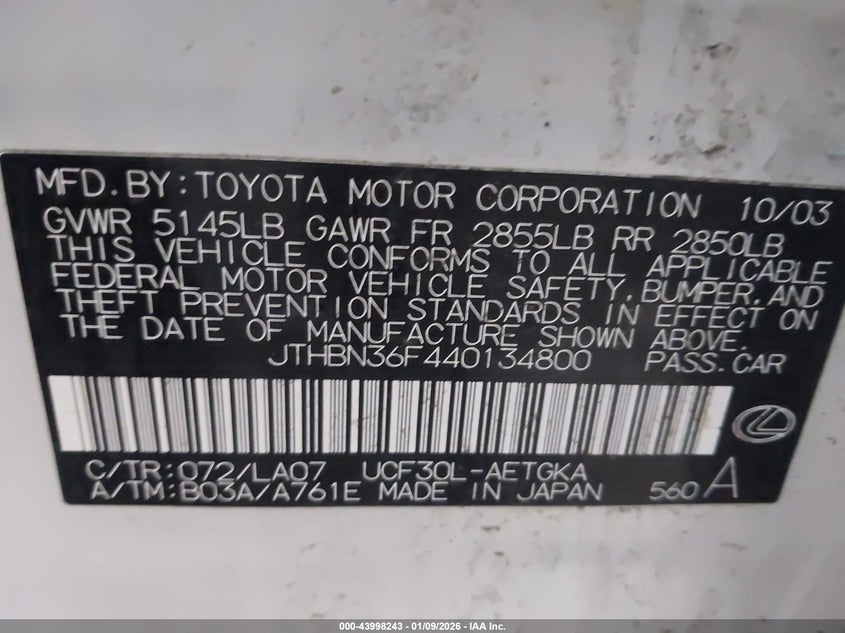 MFD. BY: TOYOTA MOTOR CORPORATION 10/03
GVWR 5145LB GAWR FR 2855LB RR 2850LB
THIS VEHICLE CONFORMS TO ALL APPLICABLE
FEDERAL MOTOR VEHICLE SAFETY, BUMPER, AND
THEFT PREVENTION STANDARDS IN EFFECT ON
THE DATE OF MANUFACTURE SHOWN ABOVE.
JTHBN36F440134800 PASS. CAR
C/TR: 072/LA07 UCF30L-AETGKA
A/TM: B03A/A761E MADE IN JAPAN 560 A
000-43998243 - 01/09/2026 - IAA Inc.